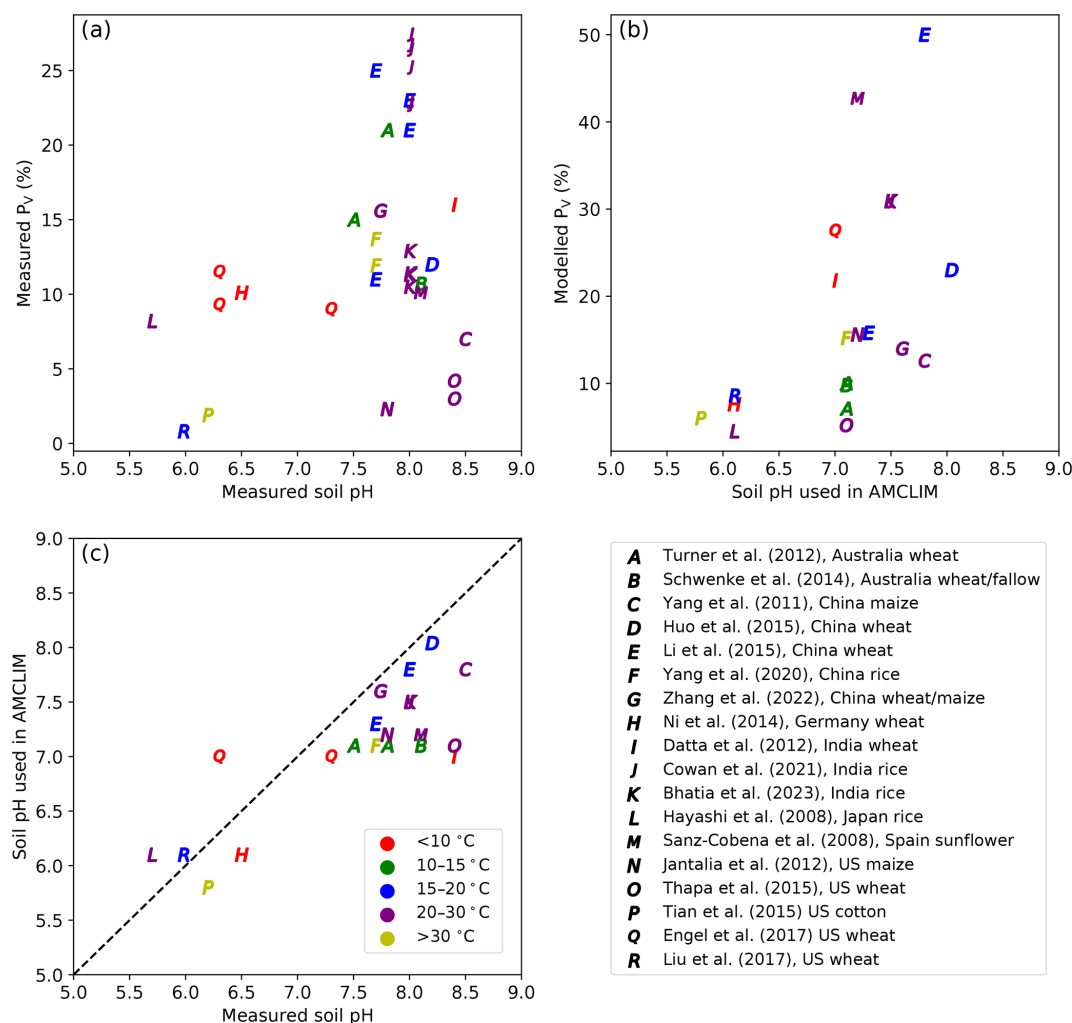 (a)
Measured P_V (%)
25
20
15
10
5
0
J
J
J
E
E
J
A
E
A
G
I
F
K
F
D
Q
K
K
E
B
Q
H
K
M
Q
L
C
O
O
P
N
R
5.0 5.5 6.0 6.5 7.0 7.5 8.0 8.5 9.0
Measured soil pH
(b)
Modelled P_V (%)
50
40
30
20
10
E
M
J
K
Q
D
I
F
N
E
G
C
B
A
R
H
A
P
L
O
5.0 5.5 6.0 6.5 7.0 7.5 8.0 8.5 9.0
Soil pH used in AMCLIM
(c)
Soil pH used in AMCLIM
9.0
8.5
8.0
7.5
7.0
6.5
6.0
5.5
5.0
D
E
C
G
J
K
E
N
M
Q
Q
A
F
A
B
O
I
L
R
H
P
<10 °C
10–15 °C
15–20 °C
20–30 °C
>30 °C
5.0 5.5 6.0 6.5 7.0 7.5 8.0 8.5 9.0
Measured soil pH
A Turner et al. (2012), Australia wheat
B Schwenke et al. (2014), Australia wheat/fallow
C Yang et al. (2011), China maize
D Huo et al. (2015), China wheat
E Li et al. (2015), China wheat
F Yang et al. (2020), China rice
G Zhang et al. (2022), China wheat/maize
H Ni et al. (2014), Germany wheat
I Datta et al. (2012), India wheat
J Cowan et al. (2021), India rice
K Bhatia et al. (2023), India rice
L Hayashi et al. (2008), Japan rice
M Sanz-Cobena et al. (2008), Spain sunflower
N Jantalia et al. (2012), US maize
O Thapa et al. (2015), US wheat
P Tian et al. (2015) US cotton
Q Engel et al. (2017) US wheat
R Liu et al. (2017), US wheat